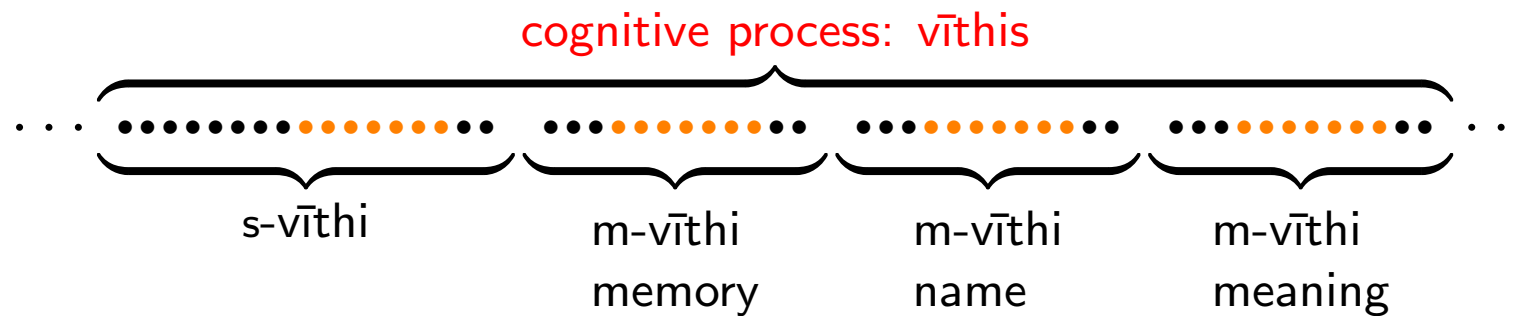 cognitive process: vīthis
s-vīthi
m-vīthi
memory
m-vīthi
name
m-vīthi
meaning